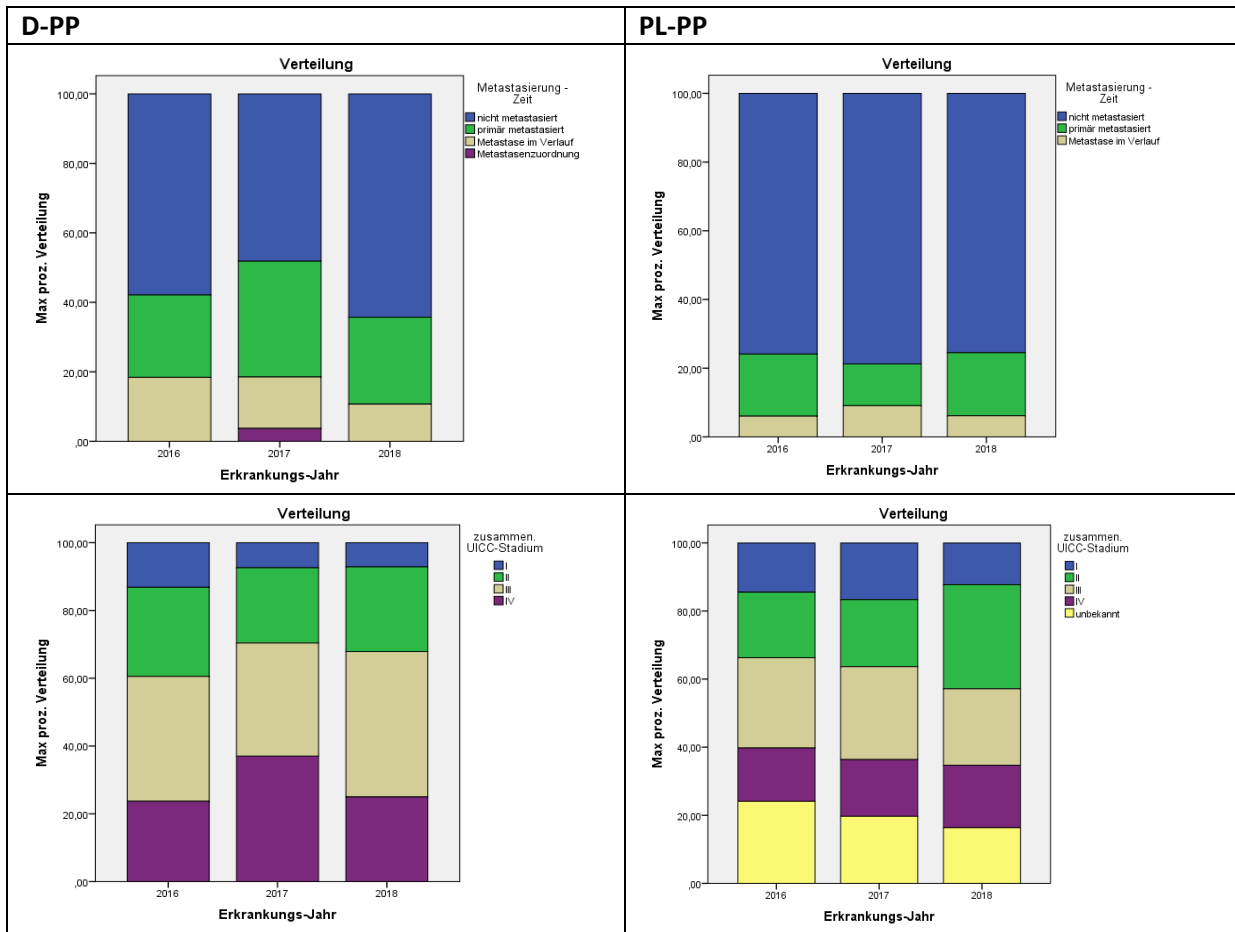 D-PP
PL-PP
Verteilung
Metastasierung -
Zeit
nicht metastasiert
primär metastasiert
Metastase im Verlauf
Metastasenzuordnung
Max proz. Verteilung
100,00
80,00
60,00
40,00
20,00
,00
2016
2017
2018
Erkrankungs-Jahr
Verteilung
Metastasierung -
Zeit
nicht metastasiert
primär metastasiert
Metastase im Verlauf
Max proz. Verteilung
100,00
80,00
60,00
40,00
20,00
,00
2016
2017
2018
Erkrankungs-Jahr
Verteilung
zusammen.
UICC-Stadium
I
II
III
IV
Max proz. Verteilung
100,00
80,00
60,00
40,00
20,00
,00
2016
2017
2018
Erkrankungs-Jahr
Verteilung
zusammen.
UICC-Stadium
I
II
III
IV
unbekannt
Max proz. Verteilung
100,00
80,00
60,00
40,00
20,00
,00
2016
2017
2018
Erkrankungs-Jahr